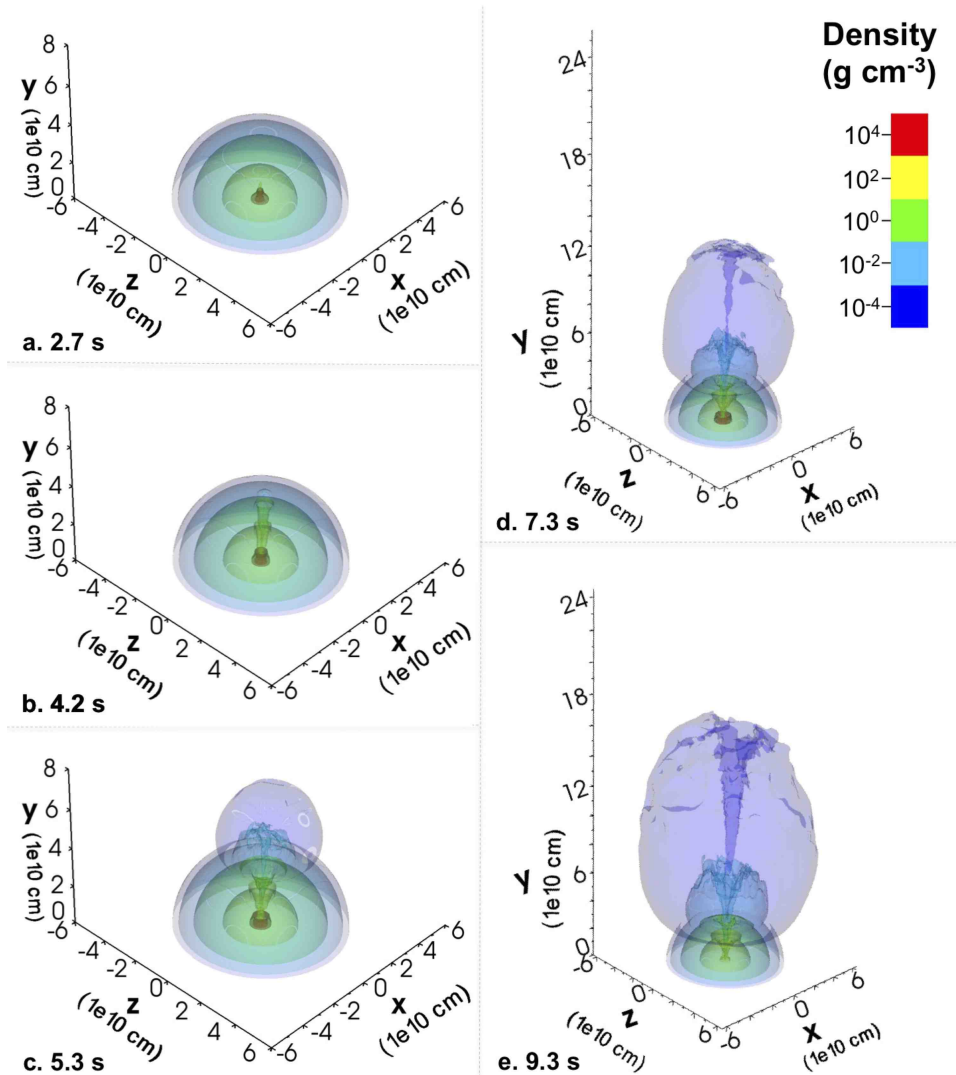 8
6
y
4
(1e10 cm)
2
0
-6
-4
-2
0
z
2
(1e10 cm)
4
6
-6
-4
-2
0
x
2
(1e10 cm)
4
6
a. 2.7 s
8
6
y
4
(1e10 cm)
2
0
-6
-4
-2
0
z
2
(1e10 cm)
4
6
-6
-4
-2
0
x
2
(1e10 cm)
4
6
b. 4.2 s
8
6
y
4
(1e10 cm)
2
0
-6
-4
-2
0
z
2
(1e10 cm)
4
6
-6
-4
-2
0
x
2
(1e10 cm)
4
6
c. 5.3 s
Density
(g cm⁻³)
10⁴
10²
10⁰
10⁻²
10⁻⁴
24
18
12
y
6
(1e10 cm)
0
-6
0
z
(1e10 cm)
6
-6
0
x
6
(1e10 cm)
d. 7.3 s
24
18
12
y
6
(1e10 cm)
0
-6
z
0
(1e10 cm)
6
-6
0
x
6
(1e10 cm)
e. 9.3 s